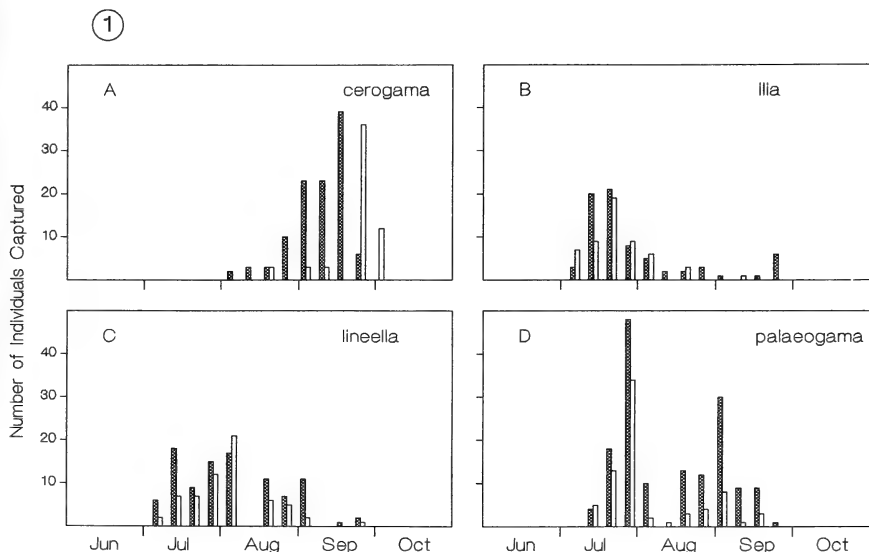 1
A cerogama
B ilia
40
30
20
10
Number of Individuals Captured
C lineella
D palaeogama
40
30
20
10
Jun Jul Aug Sep Oct
Jun Jul Aug Sep Oct